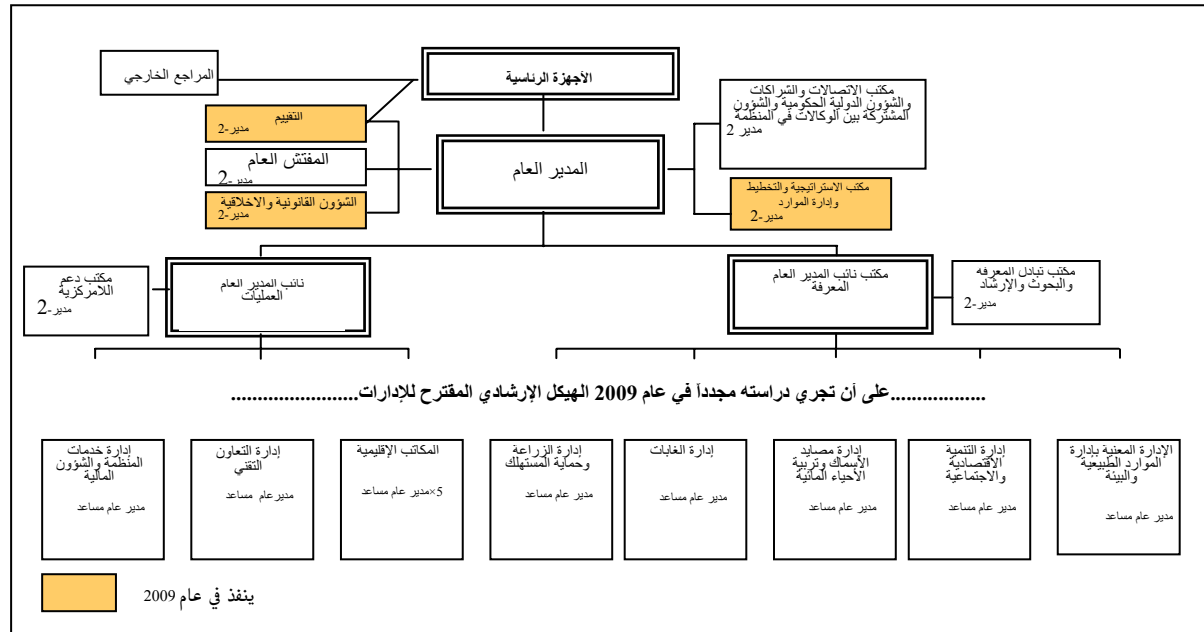 الأجهزة الرئاسية
المراجع الخارجي
مكتب الاتصالات والشراكات
والشؤون الدولية الحكومية والشؤون
المشتركة بين الوكالات في المنظمة
مدير 2
التقييم
مدير-2
المفتش العام
مدير-2
الشؤون القانونية والاخلاقية
مدير-2
المدير العام
مكتب الاستراتيجية والتخطيط
وإدارة الموارد
مدير-2
مكتب تبادل المعرفه
والبحوث والإرشاد
مدير-2
مكتب نائب المدير العام
المعرفة
نائب المدير العام
العمليات
مكتب دعم
اللامركزية
مدير-2
..................على أن تجري دراسته مجدداً في عام 2009 الهيكل الإرشادي المقترح للإدارات........................
الإدارة المعنية بإدارة
الموارد الطبيعية
والبيئة
مدير عام مساعد
إدارة التنمية
الاقتصادية
والاجتماعية
مدير عام مساعد
إدارة مصايد
الأسماك وتربية
الأحياء المائية
مدير عام مساعد
إدارة الغابات
مدير عام مساعد
إدارة الزراعة
وحماية المستهلك
مدير عام مساعد
المكاتب الإقليمية
5×مدير عام مساعد
إدارة التعاون
التقني
مديرعام مساعد
إدارة خدمات
المنظمة والشؤون
المالية
مدير عام مساعد
ينفذ في عام 2009